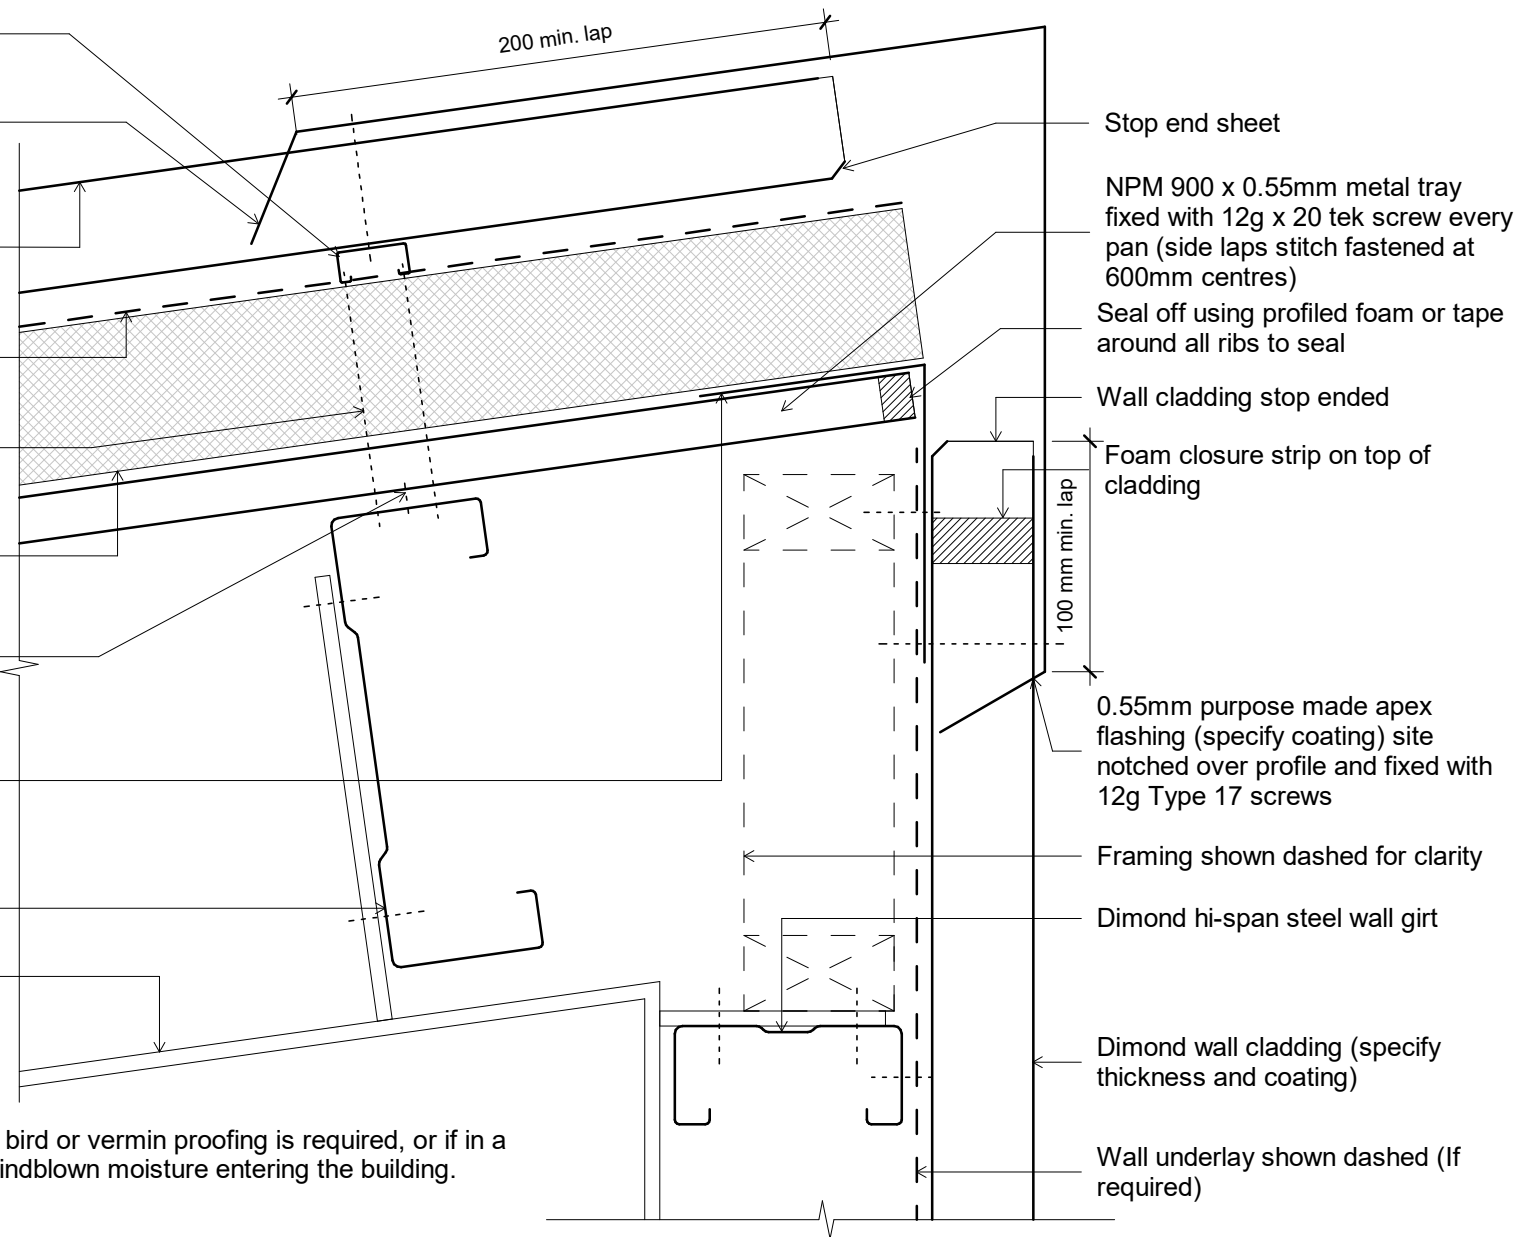 200 min. lap
Stop end sheet
NPM 900 x 0.55mm metal tray
fixed with 12g x 20 tek screw every
pan (side laps stitch fastened at
600mm centres)
Seal off using profiled foam or tape
around all ribs to seal
Wall cladding stop ended
Foam closure strip on top of
cladding
100 mm min. lap
0.55mm purpose made apex
flashing (specify coating) site
notched over profile and fixed with
12g Type 17 screws
Framing shown dashed for clarity
Dimond hi-span steel wall girt
Dimond wall cladding (specify
thickness and coating)
Wall underlay shown dashed (If
required)
bird or vermin proofing is required, or if in a
indblown moisture entering the building.